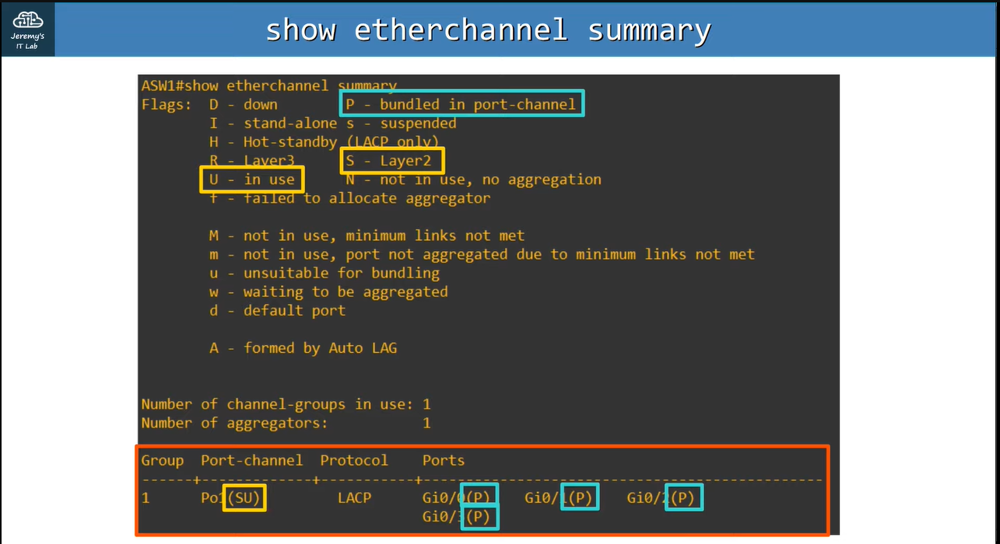 Jeremy's
IT Lab
show etherchannel summary
ASW1#show etherchannel summary
Flags:  D - down        P - bundled in port-channel
        I - stand-alone s - suspended
        H - Hot-standby (LACP only)
        R - Layer3      S - Layer2
        U - in use      N - not in use, no aggregation
        f - failed to allocate aggregator
        M - not in use, minimum links not met
        m - not in use, port not aggregated due to minimum links not met
        u - unsuitable for bundling
        w - waiting to be aggregated
        d - default port
        A - formed by Auto LAG
Number of channel-groups in use: 1
Number of aggregators:           1
Group  Port-channel  Protocol    Ports
------+-------------+-----------+-----------------------------------------------
1      Po1(SU)         LACP      Gi0/0(P)    Gi0/1(P)    Gi0/2(P)
                                 Gi0/3(P)